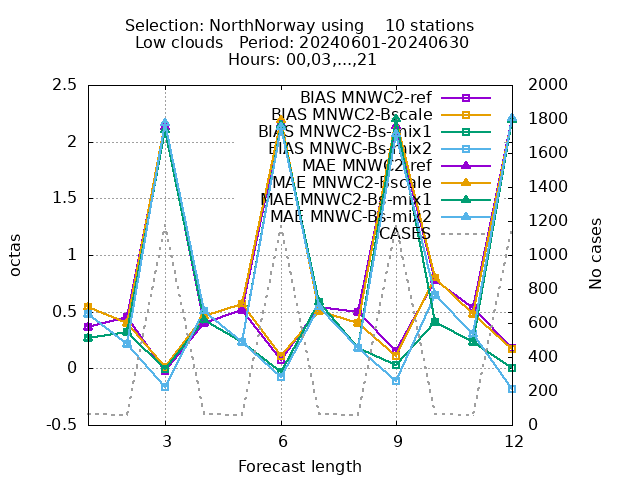 Selection: NorthNorway using    10 stations
Low clouds   Period: 20240601-20240630
Hours: 00,03,...,21
2.5
2
1.5
1
0.5
0
-0.5
octas
2000
1800
1600
1400
1200
1000
800
600
400
200
0
No cases
BIAS MNWC2-ref
BIAS MNWC2-Bscale
BIAS MNWC2-Bs-mix1
BIAS MNWC-Bs-mix2
MAE MNWC2-ref
MAE MNWC2-Bscale
MAE MNWC2-Bs-mix1
MAE MNWC-Bs-mix2
CASES
3
6
9
12
Forecast length